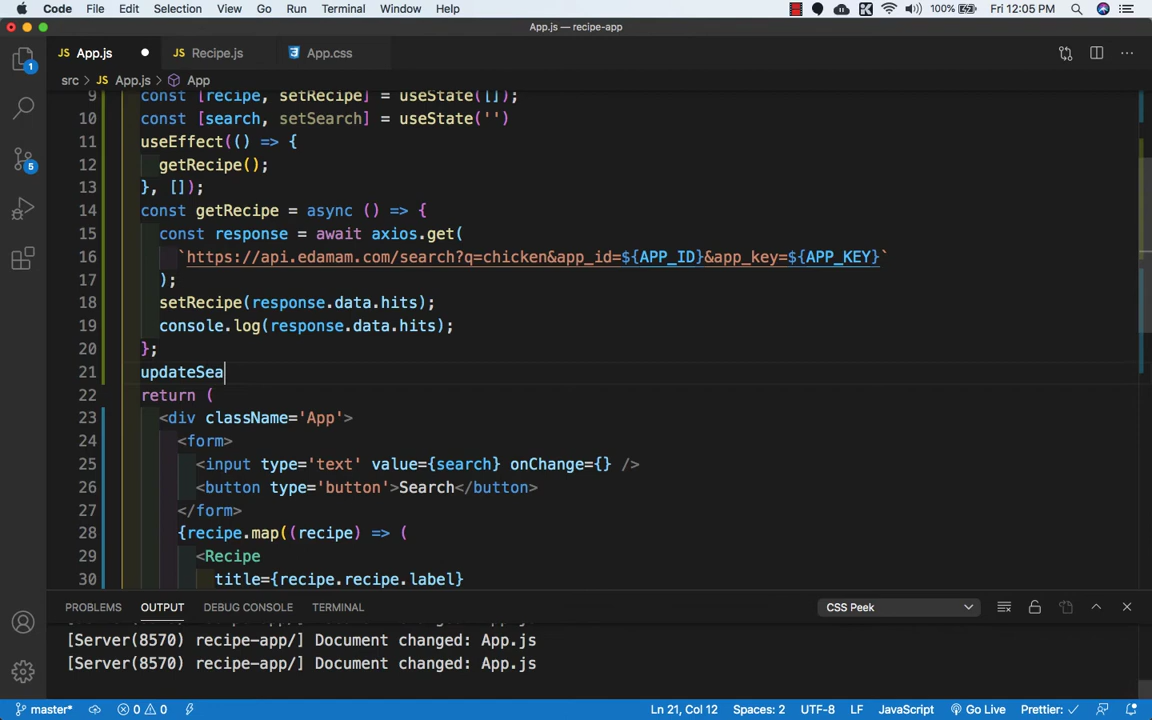 Code File Edit Selection View Go Run Terminal Window Help 100% Fri 12:05 PM
App.js — recipe-app
JS App.js JS Recipe.js App.css
src > JS App.js > App
9 const [recipe, setRecipe] = useState([]);
10 const [search, setSearch] = useState('')
11 useEffect(() => {
12 getRecipe();
13 }, []);
14 const getRecipe = async () => {
15 const response = await axios.get(
16 `https://api.edamam.com/search?q=chicken&app_id=${APP_ID}&app_key=${APP_KEY}`
17 );
18 setRecipe(response.data.hits);
19 console.log(response.data.hits);
20 };
21 updateSea
22 return (
23 <div className='App'>
24 <form>
25 <input type='text' value={search} onChange={} />
26 <button type='button'>Search</button>
27 </form>
28 {recipe.map((recipe) => (
29 <Recipe
30 title={recipe.recipe.label}
1
5
PROBLEMS OUTPUT DEBUG CONSOLE TERMINAL CSS Peek
[Server(8570) recipe-app/] Document changed: App.js
[Server(8570) recipe-app/] Document changed: App.js
master* 0 0 Ln 21, Col 12 Spaces: 2 UTF-8 LF JavaScript Go Live Prettier: ✓